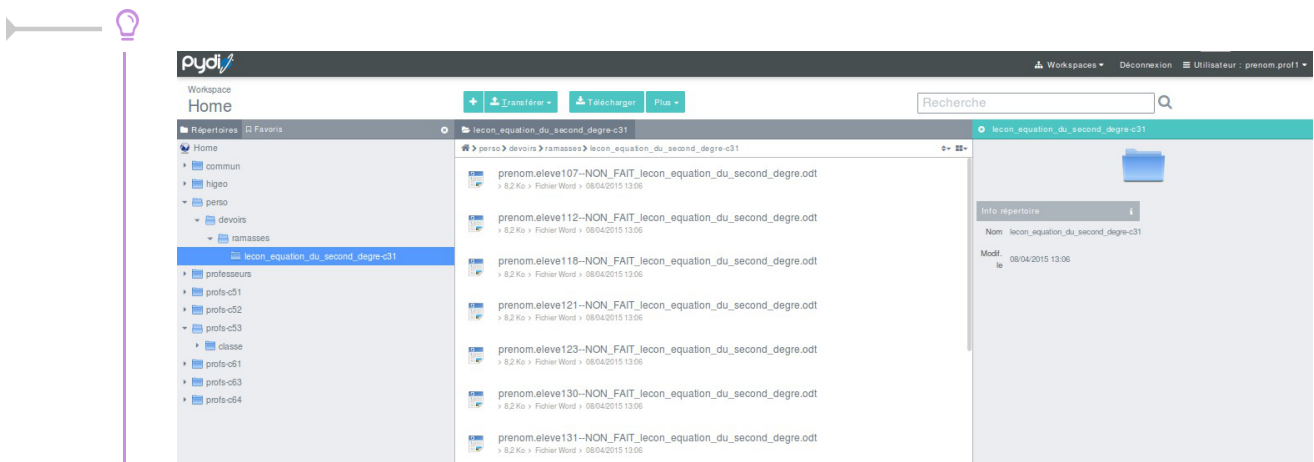 pydio
Workspaces Déconnexion Utilisateur : prenom.prof1
Workspace
Home
Transférer Télécharger Plus
Recherche
Répertoires Favoris
lecon_equation_du_second_degre-c31
lecon_equation_du_second_degre-c31
Home
commun
higeo
perso
devoirs
ramasses
lecon_equation_du_second_degre-c31
professeurs
profs-c51
profs-c52
profs-c53
classe
profs-c61
profs-c63
profs-c64
perso > devoirs > ramasses > lecon_equation_du_second_degre-c31
prenom.eleve107--NON_FAIT_lecon_equation_du_second_degre.odt
> 8,2 Ko > Fichier Word > 08/04/2015 13:06
prenom.eleve112--NON_FAIT_lecon_equation_du_second_degre.odt
> 8,2 Ko > Fichier Word > 08/04/2015 13:06
prenom.eleve118--NON_FAIT_lecon_equation_du_second_degre.odt
> 8,2 Ko > Fichier Word > 08/04/2015 13:06
prenom.eleve121--NON_FAIT_lecon_equation_du_second_degre.odt
> 8,2 Ko > Fichier Word > 08/04/2015 13:06
prenom.eleve123--NON_FAIT_lecon_equation_du_second_degre.odt
> 8,2 Ko > Fichier Word > 08/04/2015 13:06
prenom.eleve130--NON_FAIT_lecon_equation_du_second_degre.odt
> 8,2 Ko > Fichier Word > 08/04/2015 13:06
prenom.eleve131--NON_FAIT_lecon_equation_du_second_degre.odt
> 8,2 Ko > Fichier Word > 08/04/2015 13:06
Info répertoire
Nom lecon_equation_du_second_degre-c31
Modif. le 08/04/2015 13:06